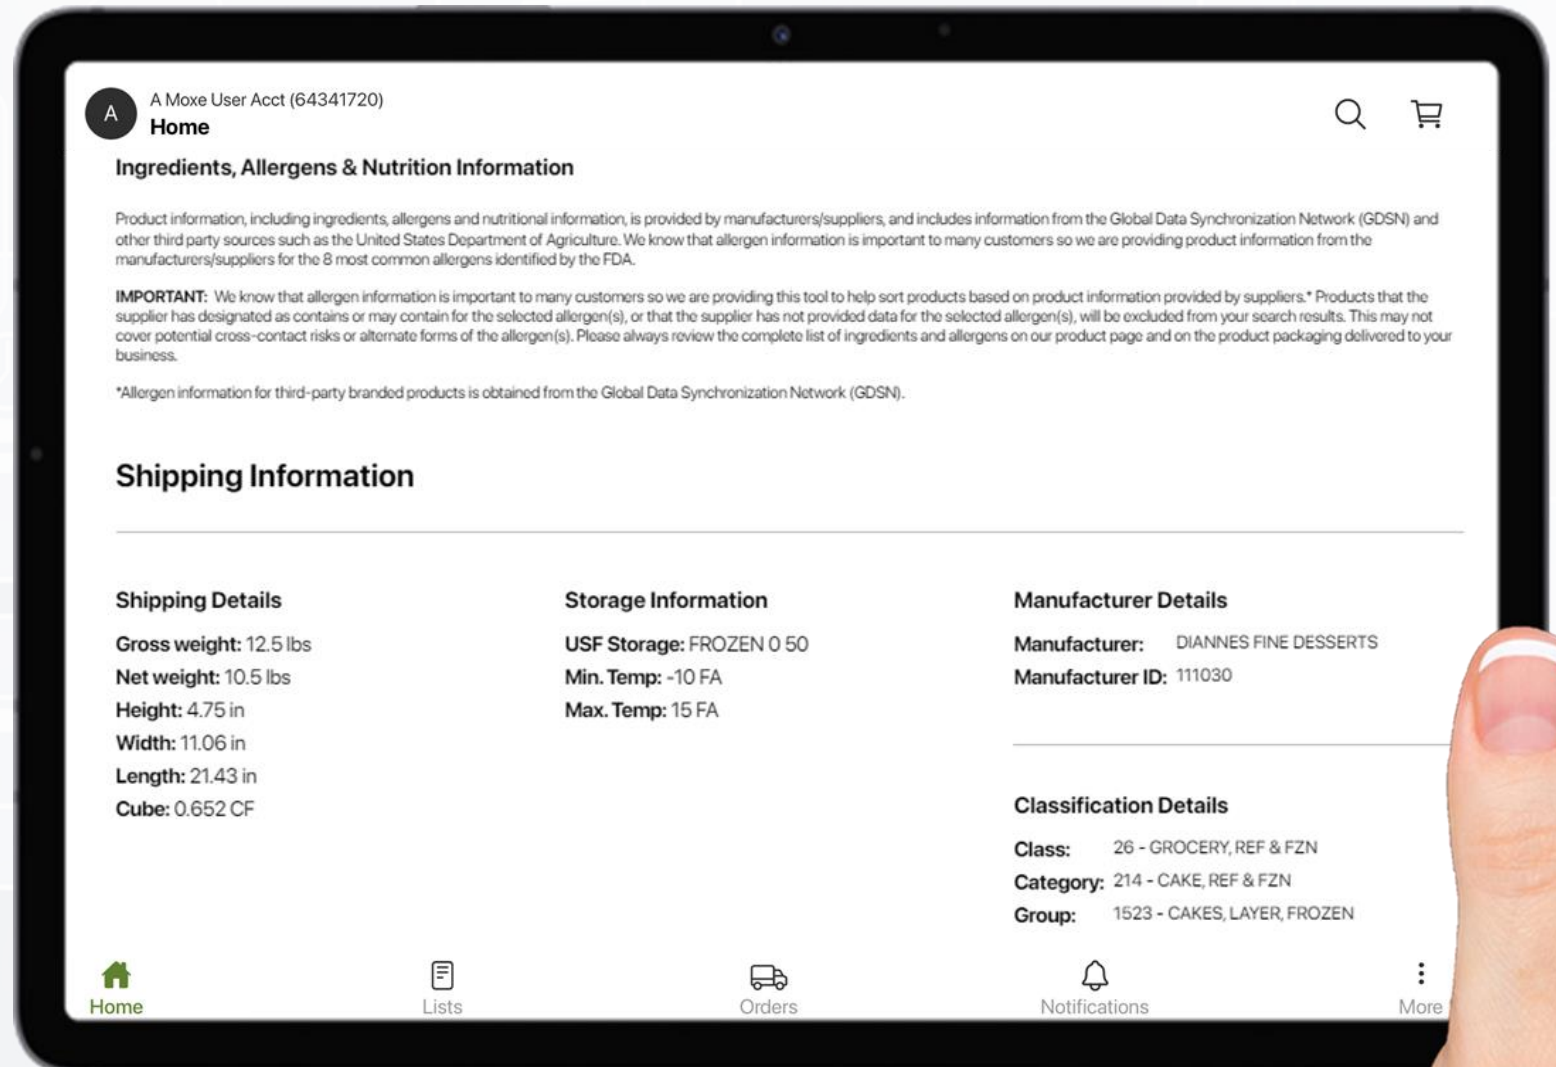 A
A Moxe User Acct (64341720)
Home
Ingredients, Allergens & Nutrition Information
Product information, including ingredients, allergens and nutritional information, is provided by manufacturers/suppliers, and includes information from the Global Data Synchronization Network (GDSN) and
other third party sources such as the United States Department of Agriculture. We know that allergen information is important to many customers so we are providing product information from the
manufacturers/suppliers for the 8 most common allergens identified by the FDA.
IMPORTANT: We know that allergen information is important to many customers so we are providing this tool to help sort products based on product information provided by suppliers.* Products that the
supplier has designated as contains or may contain for the selected allergen(s), or that the supplier has not provided data for the selected allergen(s), will be excluded from your search results. This may not
cover potential cross-contact risks or alternate forms of the allergen(s). Please always review the complete list of ingredients and allergens on our product page and on the product packaging delivered to your
business.
*Allergen information for third-party branded products is obtained from the Global Data Synchronization Network (GDSN).
Shipping Information
Shipping Details
Gross weight: 12.5 lbs
Net weight: 10.5 lbs
Height: 4.75 in
Width: 11.06 in
Length: 21.43 in
Cube: 0.652 CF
Storage Information
USF Storage: FROZEN 0 50
Min. Temp: -10 FA
Max. Temp: 15 FA
Manufacturer Details
Manufacturer: DIANNES FINE DESSERTS
Manufacturer ID: 111030
Classification Details
Class: 26 - GROCERY, REF & FZN
Category: 214 - CAKE, REF & FZN
Group: 1523 - CAKES, LAYER, FROZEN
Home
Lists
Orders
Notifications
More